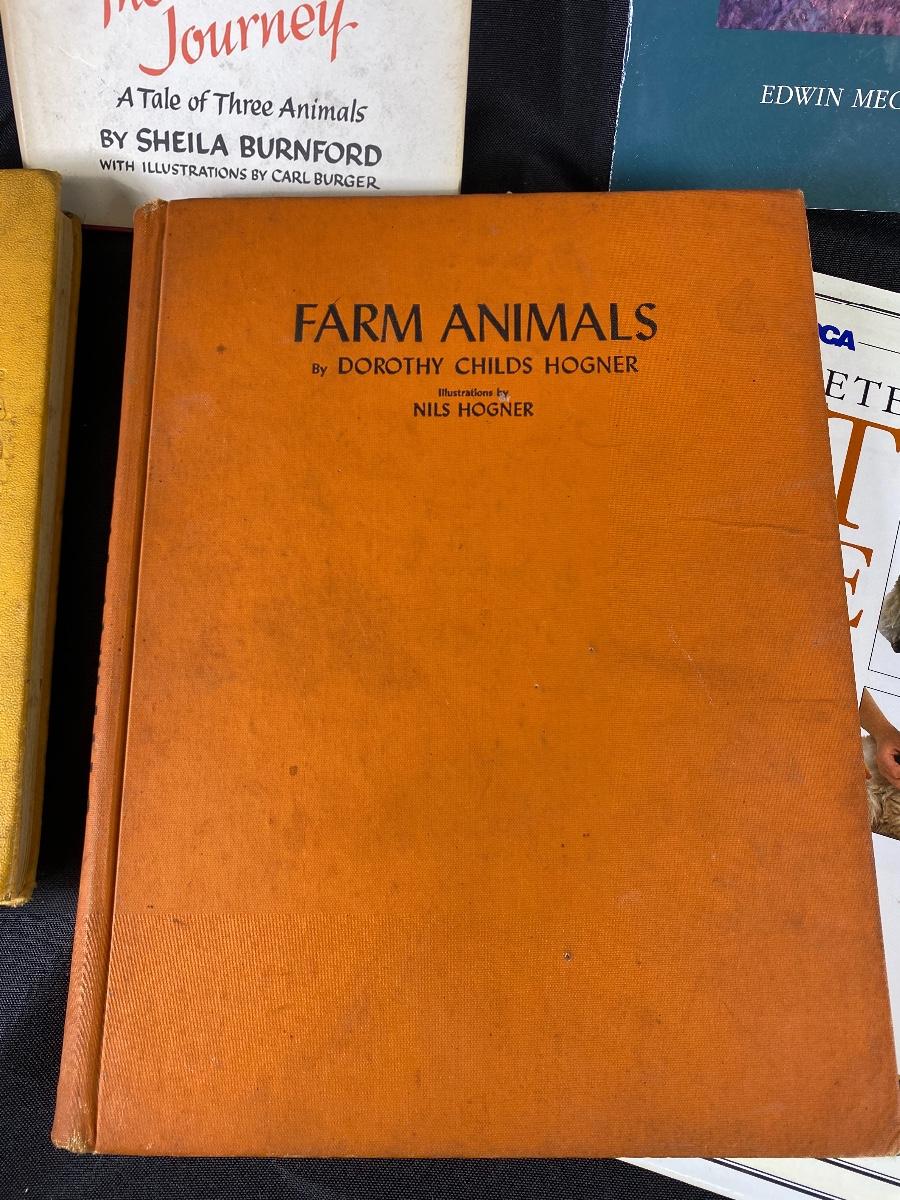 The
Journey
A Tale of Three Animals
BY SHEILA BURNFORD
WITH ILLUSTRATIONS BY CARL BURGER
EDWIN
FARM ANIMALS
By DOROTHY CHILDS HOGNER
Illustrations by
NILS HOGNER